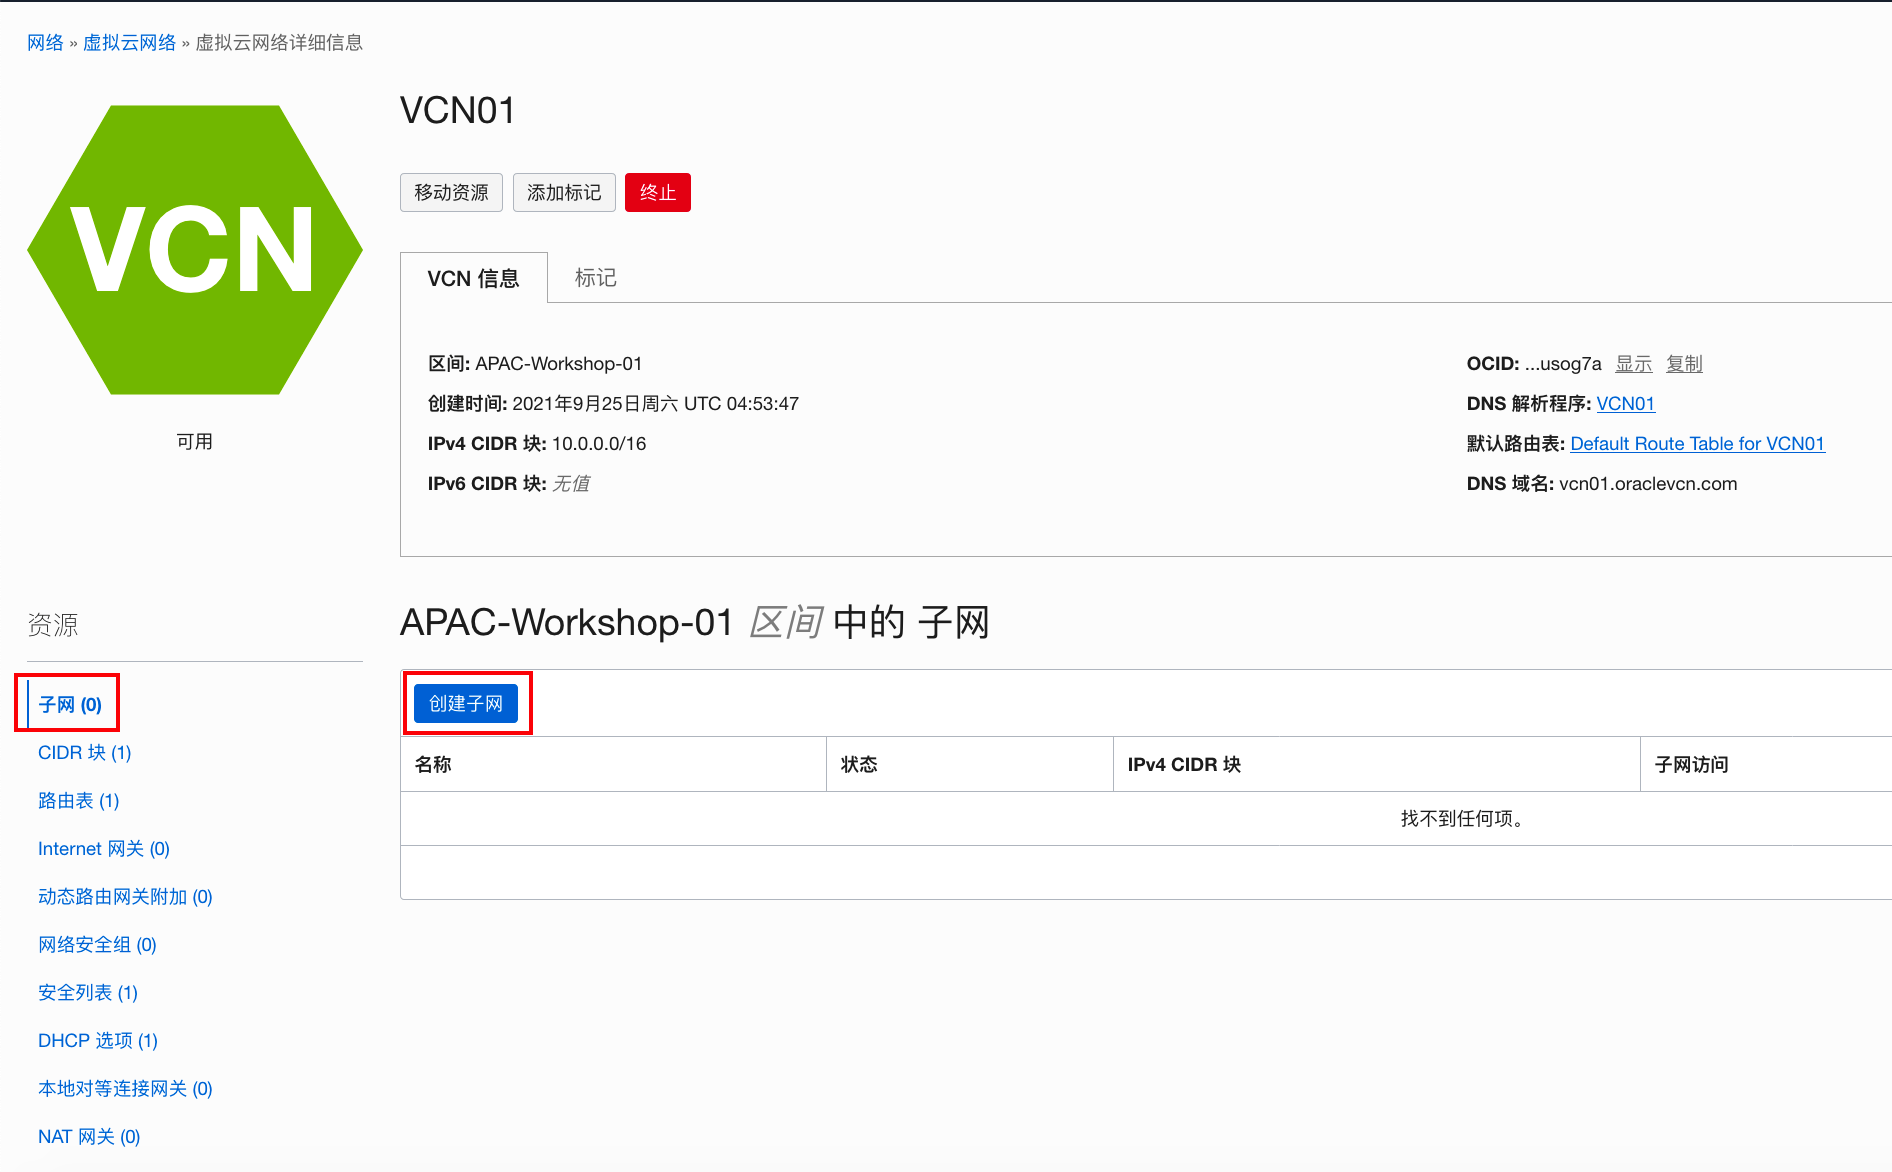 网络 » 虚拟云网络 » 虚拟云网络详细信息
VCN
可用
VCN01
移动资源 添加标记 终止
VCN 信息 标记
区间: APAC-Workshop-01
创建时间: 2021年9月25日周六 UTC 04:53:47
IPv4 CIDR 块: 10.0.0.0/16
IPv6 CIDR 块: 无值
OCID: ...usog7a 显示 复制
DNS 解析程序: VCN01
默认路由表: Default Route Table for VCN01
DNS 域名: vcn01.oraclevcn.com
资源
子网 (0)
CIDR 块 (1)
路由表 (1)
Internet 网关 (0)
动态路由网关附加 (0)
网络安全组 (0)
安全列表 (1)
DHCP 选项 (1)
本地对等连接网关 (0)
NAT 网关 (0)
APAC-Workshop-01 区间 中的 子网
创建子网
名称 状态 IPv4 CIDR 块 子网访问
找不到任何项。